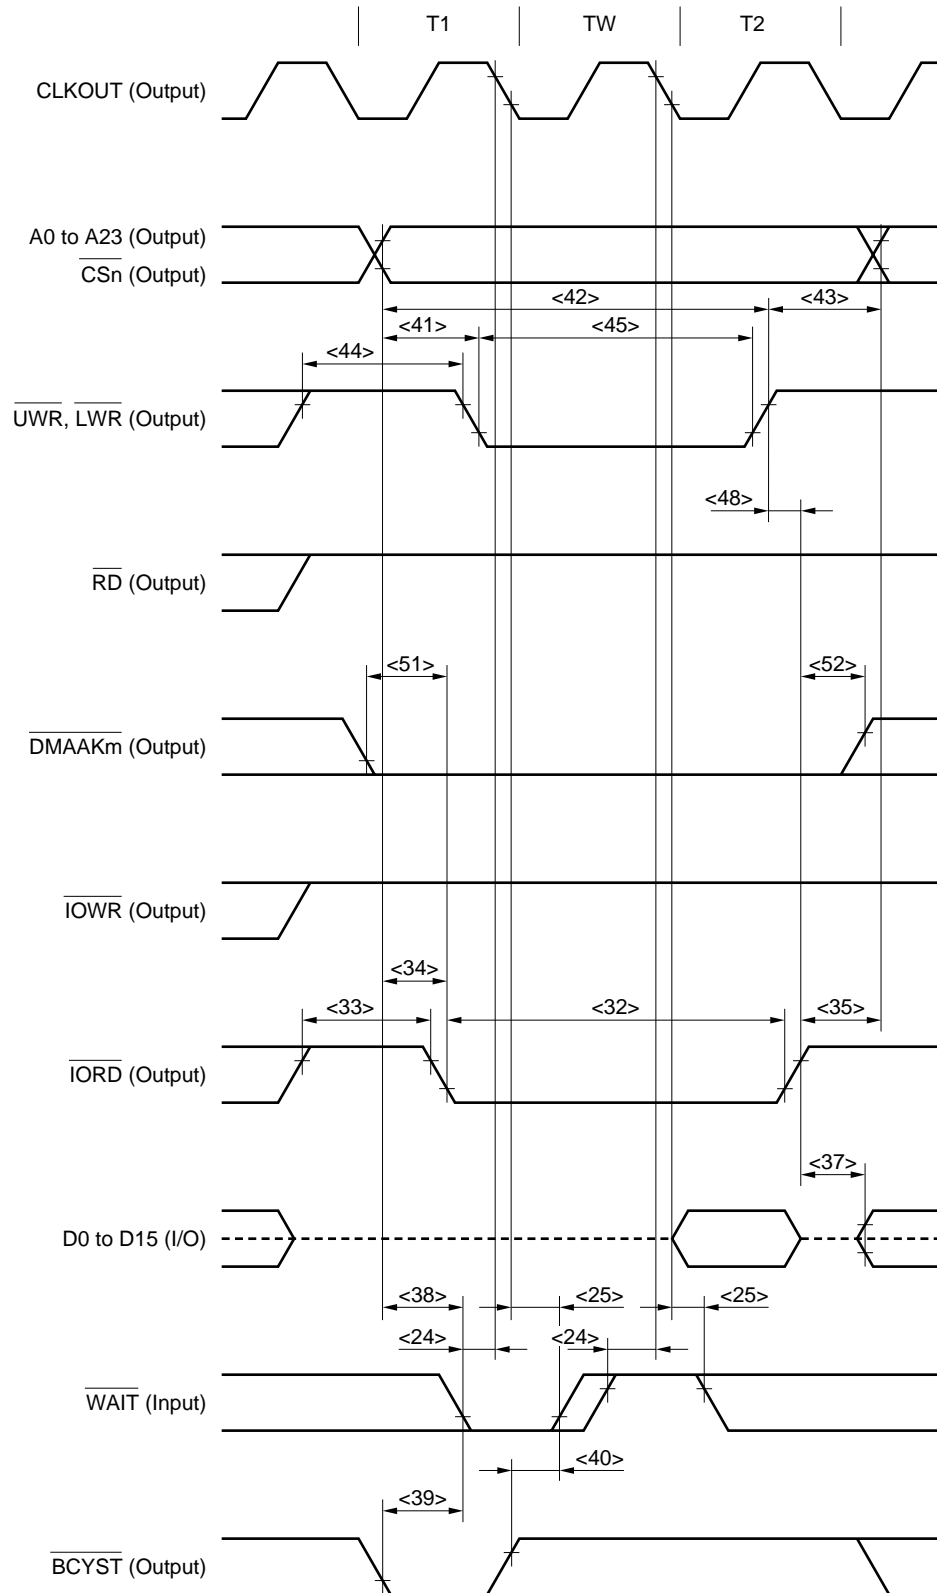 T1 TW T2
CLKOUT (Output)
A0 to A23 (Output)
CSn (Output)
<42> <43>
<41> <45>
<44>
UWR, LWR (Output)
<48>
RD (Output)
<51> <52>
DMAAKm (Output)
IOWR (Output)
<34>
<33> <32> <35>
IORD (Output)
<37>
D0 to D15 (I/O)
<38> <25> <25>
<24> <24>
WAIT (Input)
<40>
<39>
BCYST (Output)